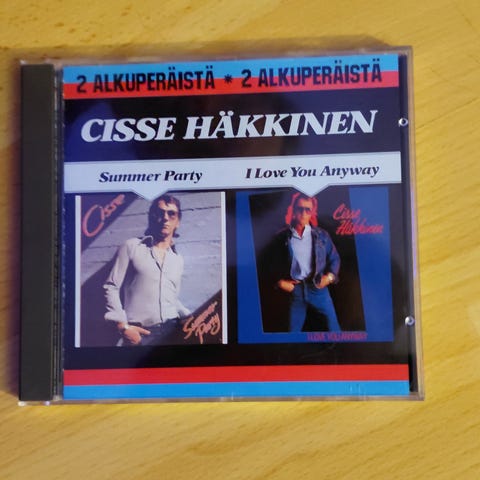 2 ALKUPERÄISTÄ * 2 ALKUPERÄISTÄ
CISSE HÄKKINEN
Summer Party
I Love You Anyway
Cisse
Summer
Party
Cisse
Häkkinen
I LOVE YOU ANYWAY